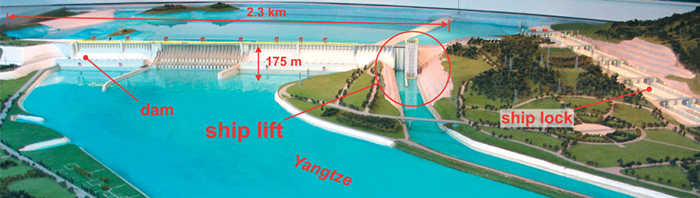 2.3 km
175 m
dam
ship lift
ship lock
Yangtze